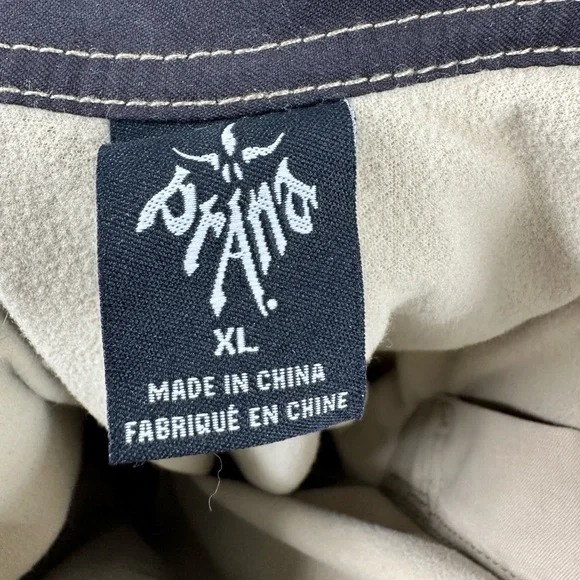 PrAnA.
XL
MADE IN CHINA
FABRIQUÉ EN CHINE